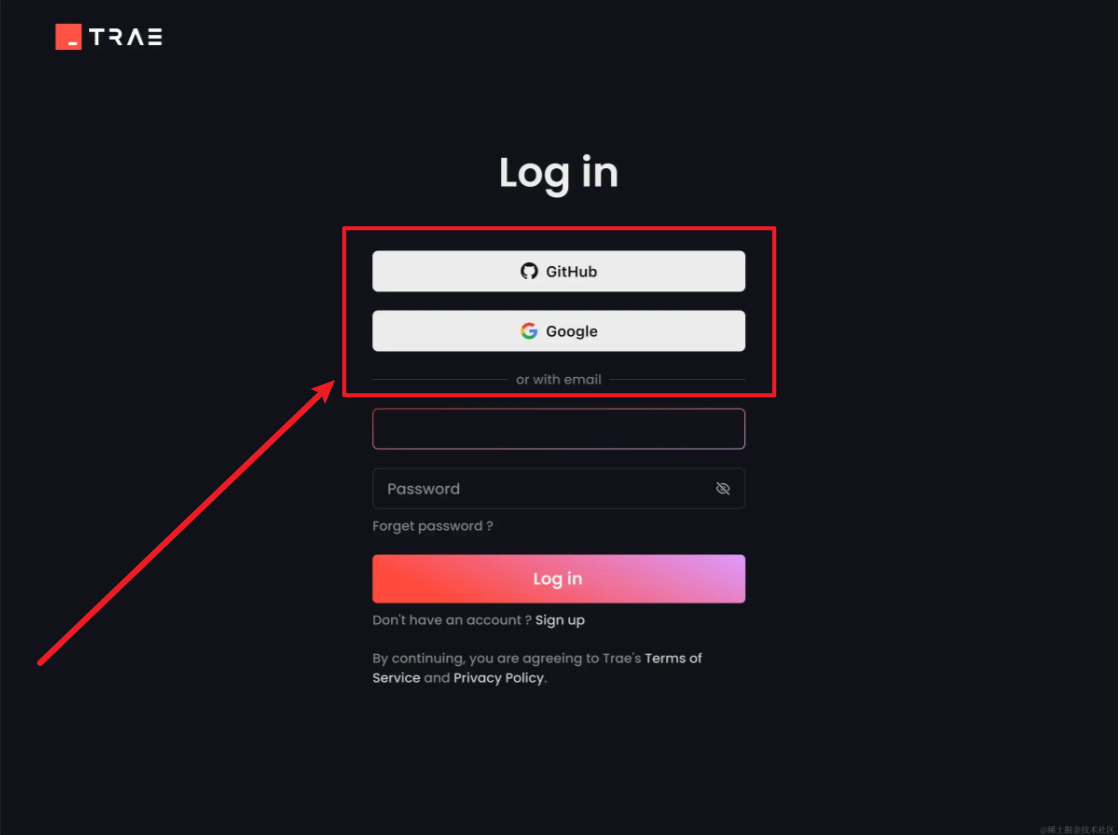 TRAE
Log in
GitHub
Google
or with email
Password
Forget password ?
Log in
Don't have an account ? Sign up
By continuing, you are agreeing to Trae's Terms of
Service and Privacy Policy.
@稀土掘金技术社区